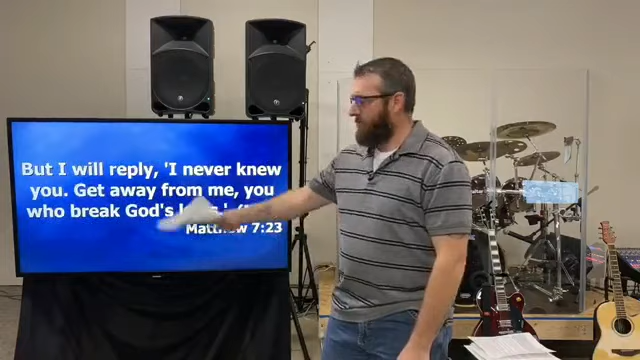 But I will reply, 'I never knew
you. Get away from me, you
who break God's
Matthew 7:23